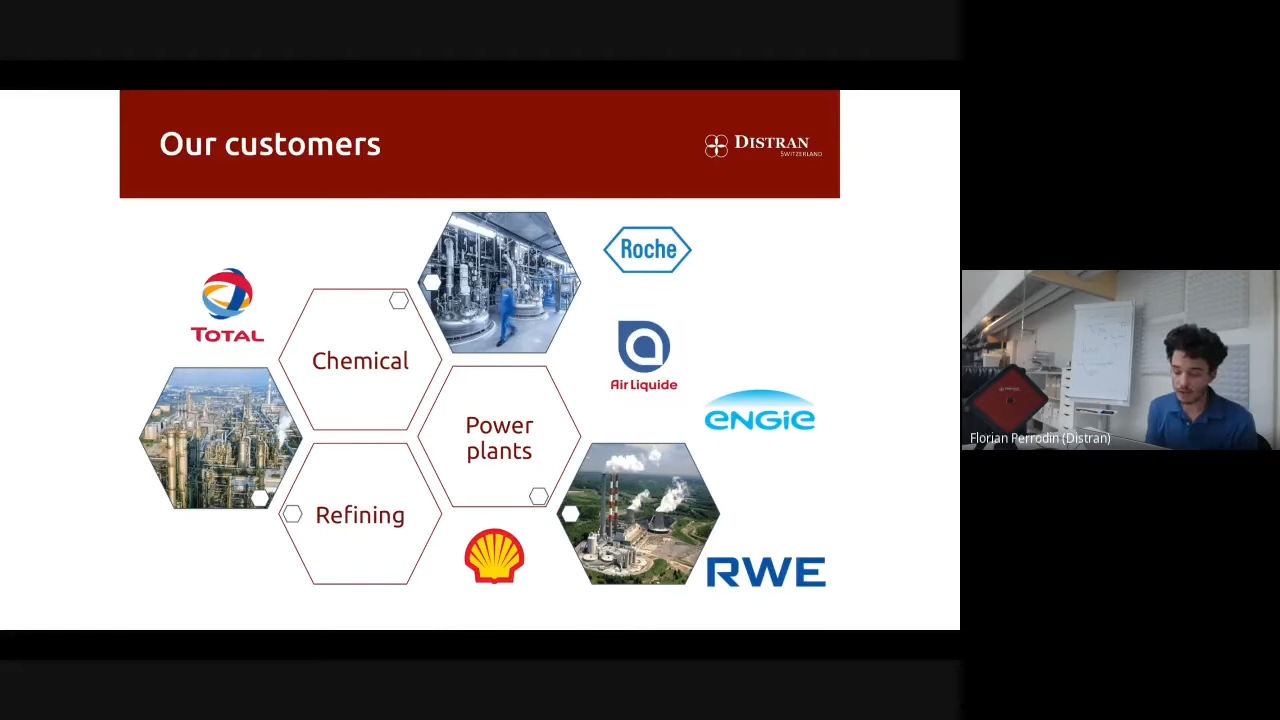 Our customers
DISTRAN
SWITZERLAND
Roche
TOTAL
Chemical
Air Liquide
ENGIE
Power
plants
Refining
RWE
Florian Perrodin (Distran)